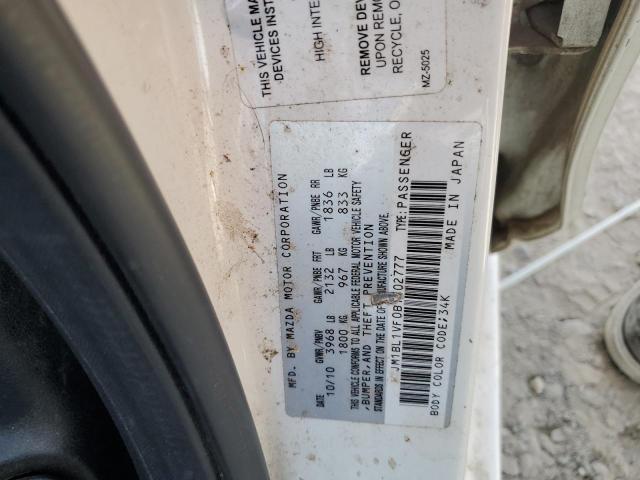 THIS VEHICLE MA
DEVICES INST
HIGH INTE
REMOVE DEV
UPON REMO
RECYCLE, O
MZ-5025
MFD. BY MAZDA MOTOR CORPORATION
10/10 GVWR/PNBV 3968 LB 1800 KG GAWR/PNBE FRT 2132 LB 967 KG GAWR/PNBE RR 1836 LB 833 KG
THIS VEHICLE CONFORMS TO ALL APPLICABLE FEDERAL MOTOR VEHICLE SAFETY
,BUMPER,AND THEFT PREVENTION
STANDARDS IN EFFECT ON THE DATE OF MANUFACTURE SHOWN ABOVE.
TYPE:PASSENGER
BODY COLOR CODE;34K MADE IN JAPAN